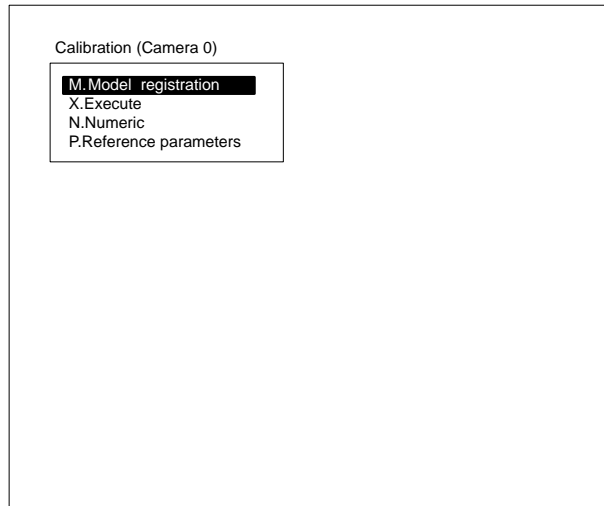 Calibration (Camera 0)
M.Model registration
X.Execute
N.Numeric
P.Reference parameters